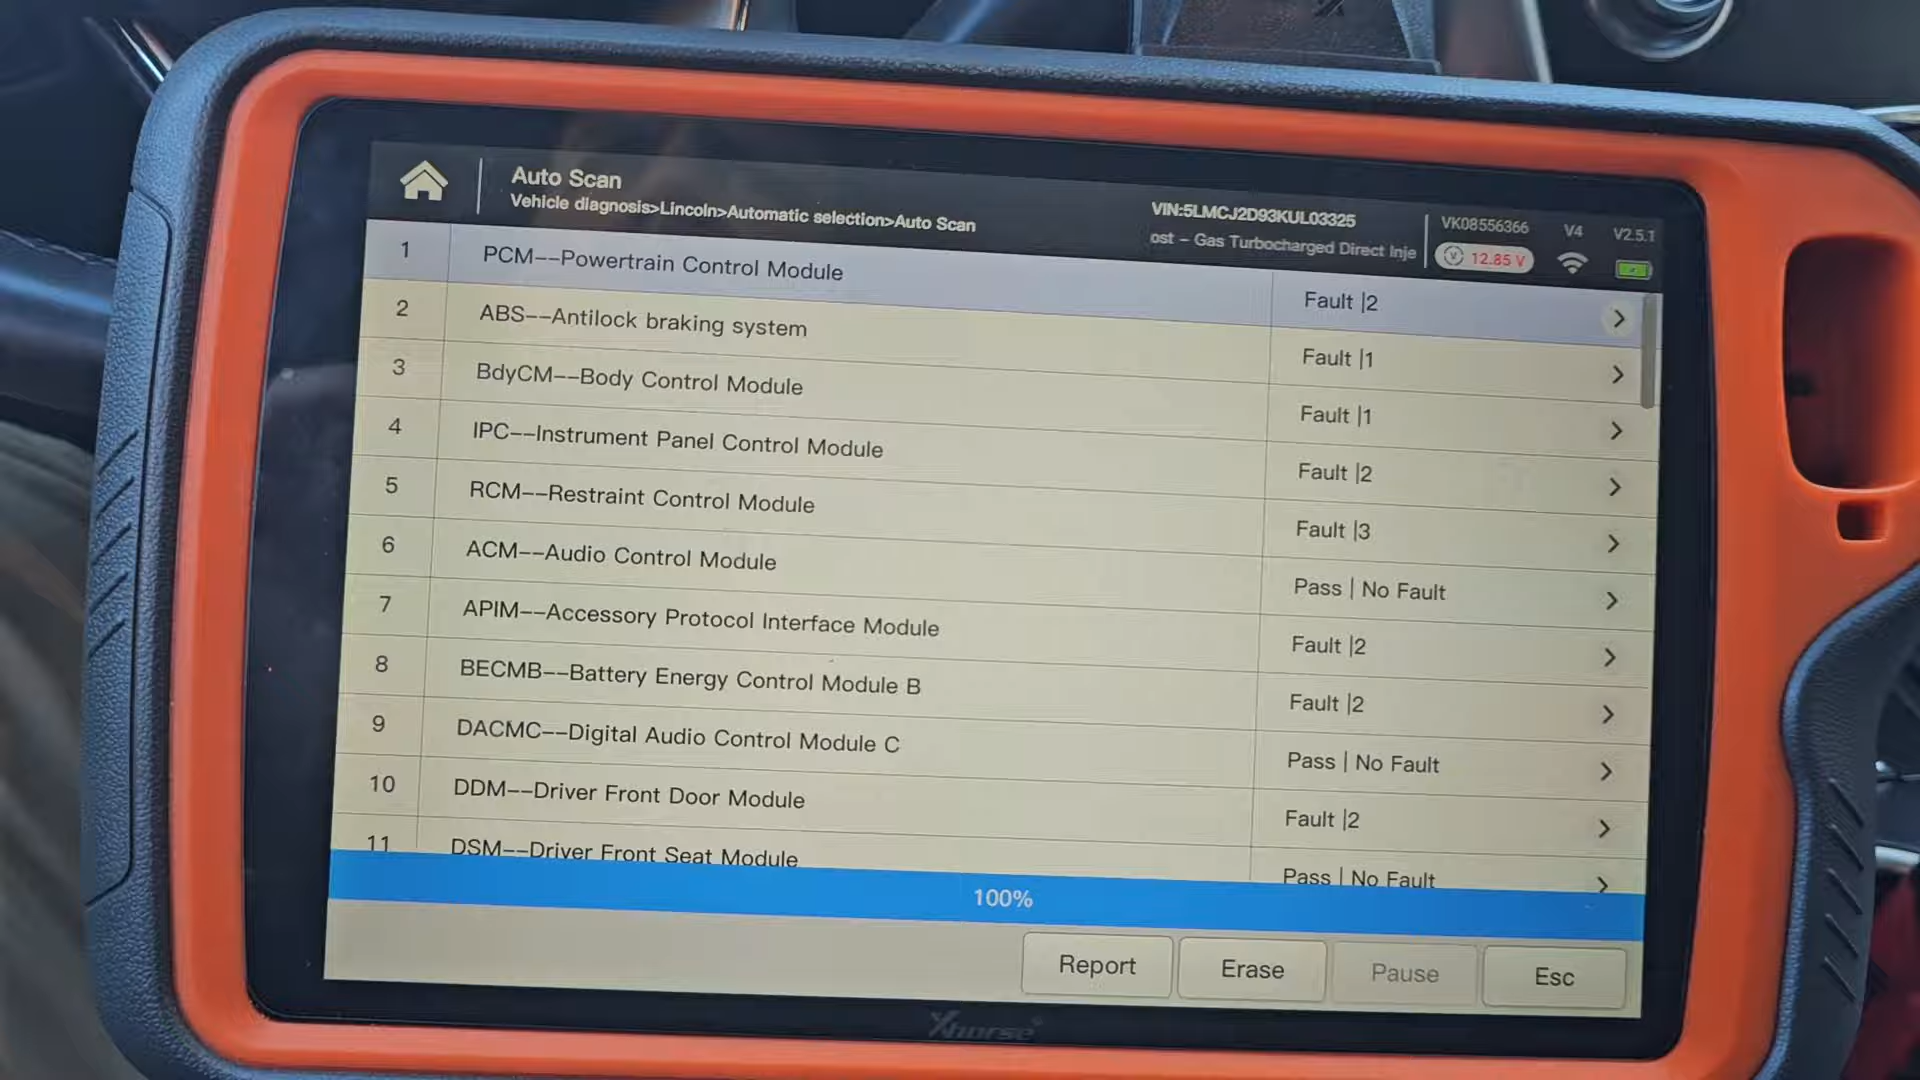 Auto Scan
Vehicle diagnosis>Lincoln>Automatic selection>Auto Scan
VIN:5LMCJ2D93KUL03325
ost - Gas Turbocharged Direct Inje
VK08556366 V4 V2.5.1
12.85 V
1 PCM--Powertrain Control Module Fault |2
2 ABS--Antilock braking system Fault |1
3 BdyCM--Body Control Module Fault |1
4 IPC--Instrument Panel Control Module Fault |2
5 RCM--Restraint Control Module Fault |3
6 ACM--Audio Control Module Pass | No Fault
7 APIM--Accessory Protocol Interface Module Fault |2
8 BECMB--Battery Energy Control Module B Fault |2
9 DACMC--Digital Audio Control Module C Pass | No Fault
10 DDM--Driver Front Door Module Fault |2
11 DSM--Driver Front Seat Module Pass | No Fault
100%
Report Erase Pause Esc
Xhorse